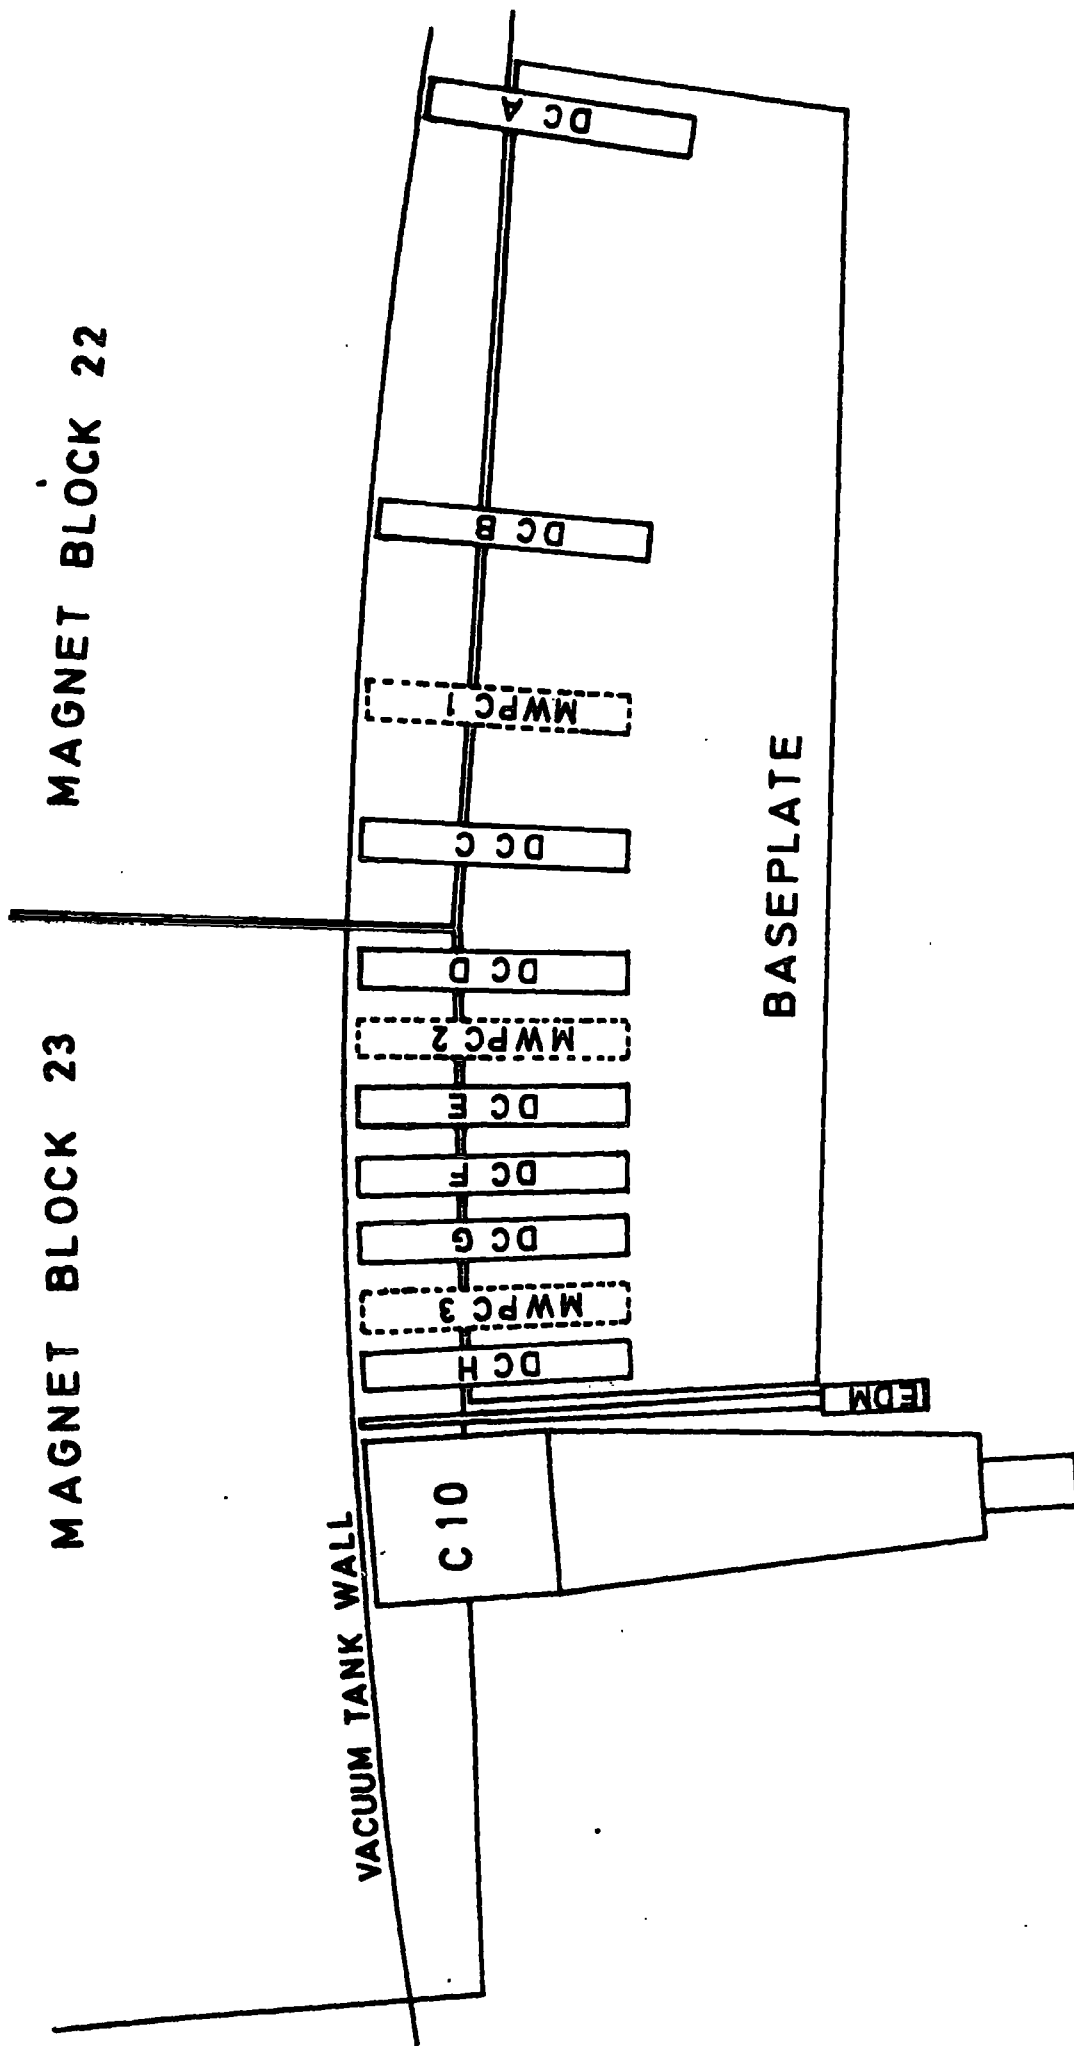 MAGNET BLOCK 23
MAGNET BLOCK 22
VACUUM TANK WALL
C 10
EDM
DC H
MWPC 3
DC G
DC F
DC E
MWPC 2
DC D
DC C
MWPC 1
DC B
DC A
BASEPLATE